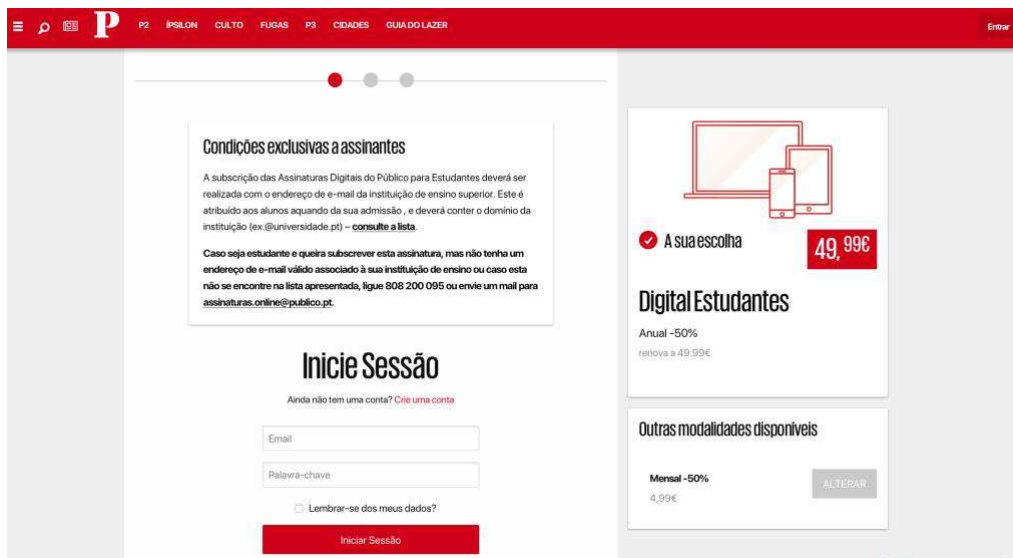 P P2 ÍPSILON CULTO FUGAS P3 CIDADES GUIA DO LAZER Entrar
Condições exclusivas a assinantes
A subscrição das Assinaturas Digitais do Público para Estudantes deverá ser
realizada com o endereço de e-mail da instituição de ensino superior. Este é
atribuído aos alunos aquando da sua admissão , e deverá conter o domínio da
instituição (ex:@universidade.pt) – consulte a lista.
Caso seja estudante e queira subscrever esta assinatura, mas não tenha um
endereço de e-mail válido associado à sua instituição de ensino ou caso esta
não se encontre na lista apresentada, ligue 808 200 095 ou envie um mail para
assinaturas.online@publico.pt.
Inicie Sessão
Ainda não tem uma conta? Crie uma conta
Email
Palavra-chave
Lembrar-se dos meus dados?
Iniciar Sessão
A sua escolha
49,99€
Digital Estudantes
Anual -50%
renova a 49.99€
Outras modalidades disponíveis
Mensal -50%
4,99€
ALTERAR